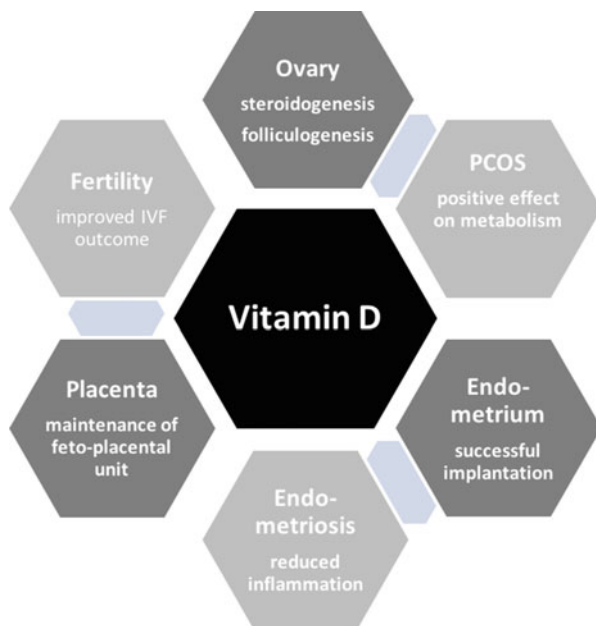 Ovary
steroidogenesis
folliculogenesis
PCOS
positive effect
on metabolism
Fertility
improved IVF
outcome
Vitamin D
Placenta
maintenance of
feto-placental
unit
Endo-
metrium
successful
implantation
Endo-
metriosis
reduced
inflammation